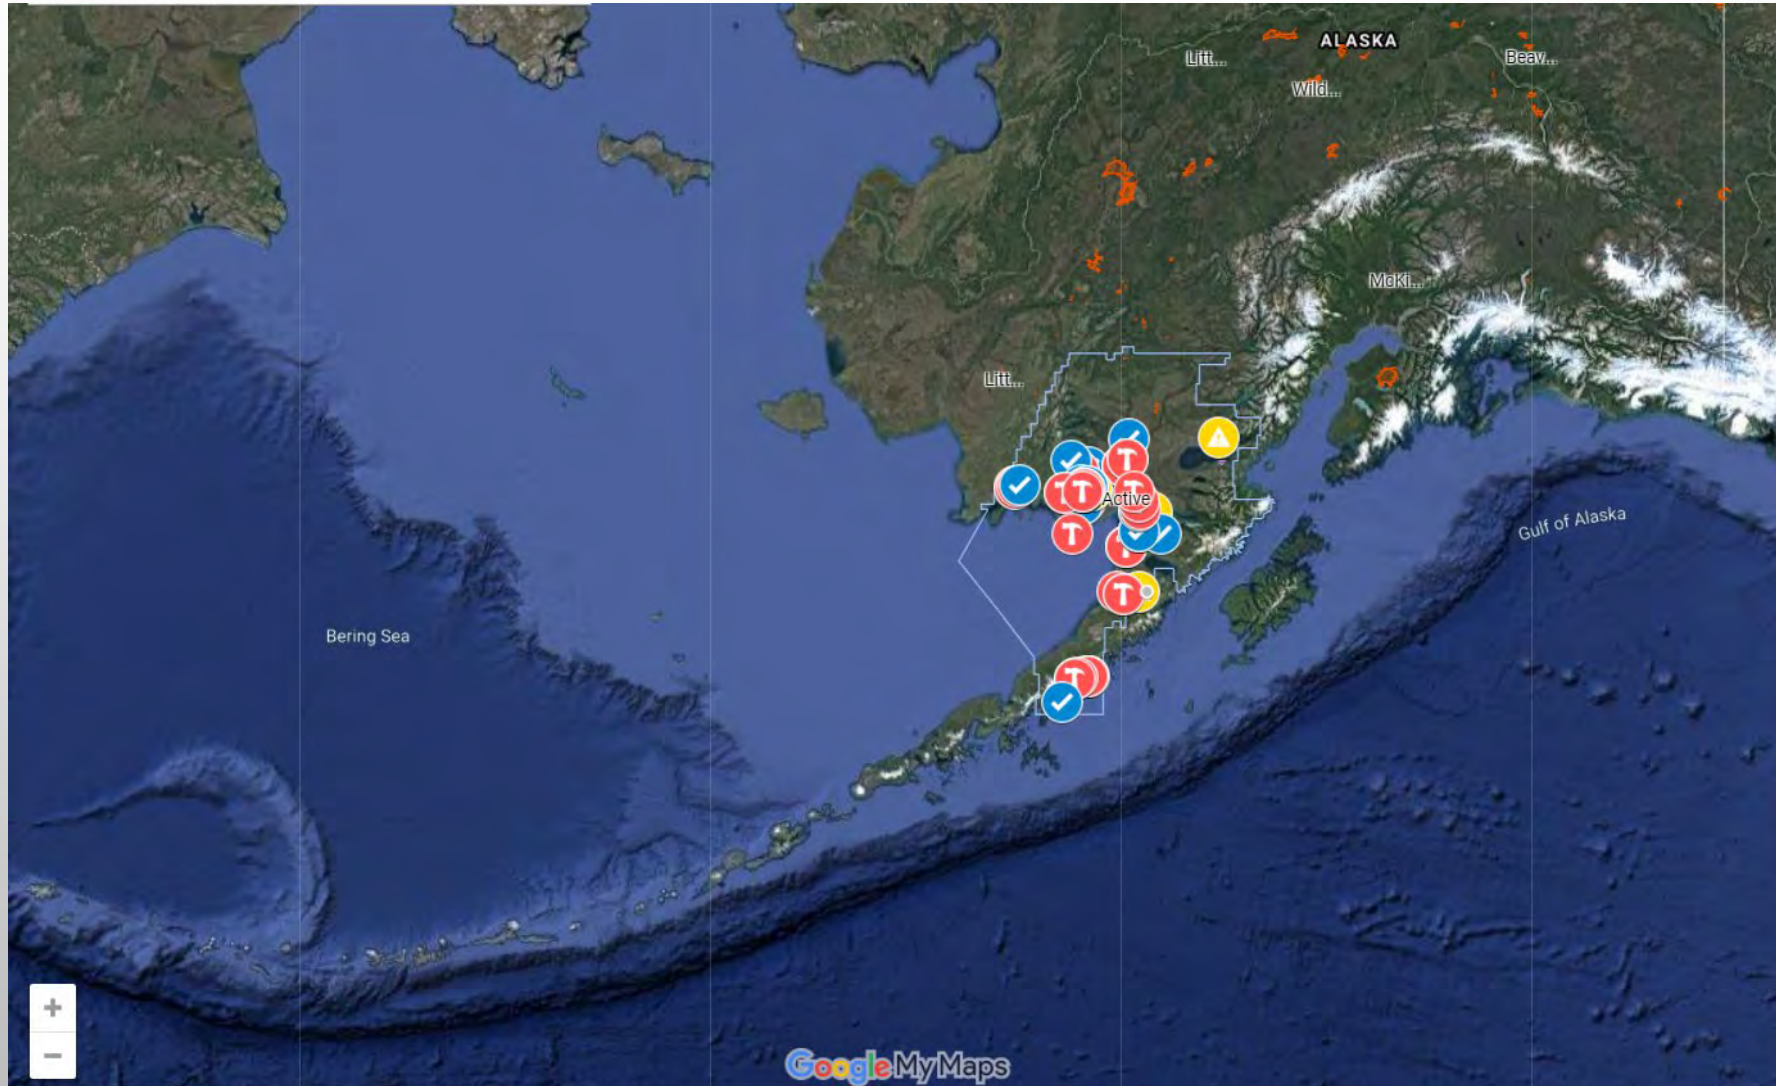 ALASKA
Litt...
Beav...
Wild...
McKi...
Litt...
Active
Gulf of Alaska
Bering Sea
+
−
Google My Maps